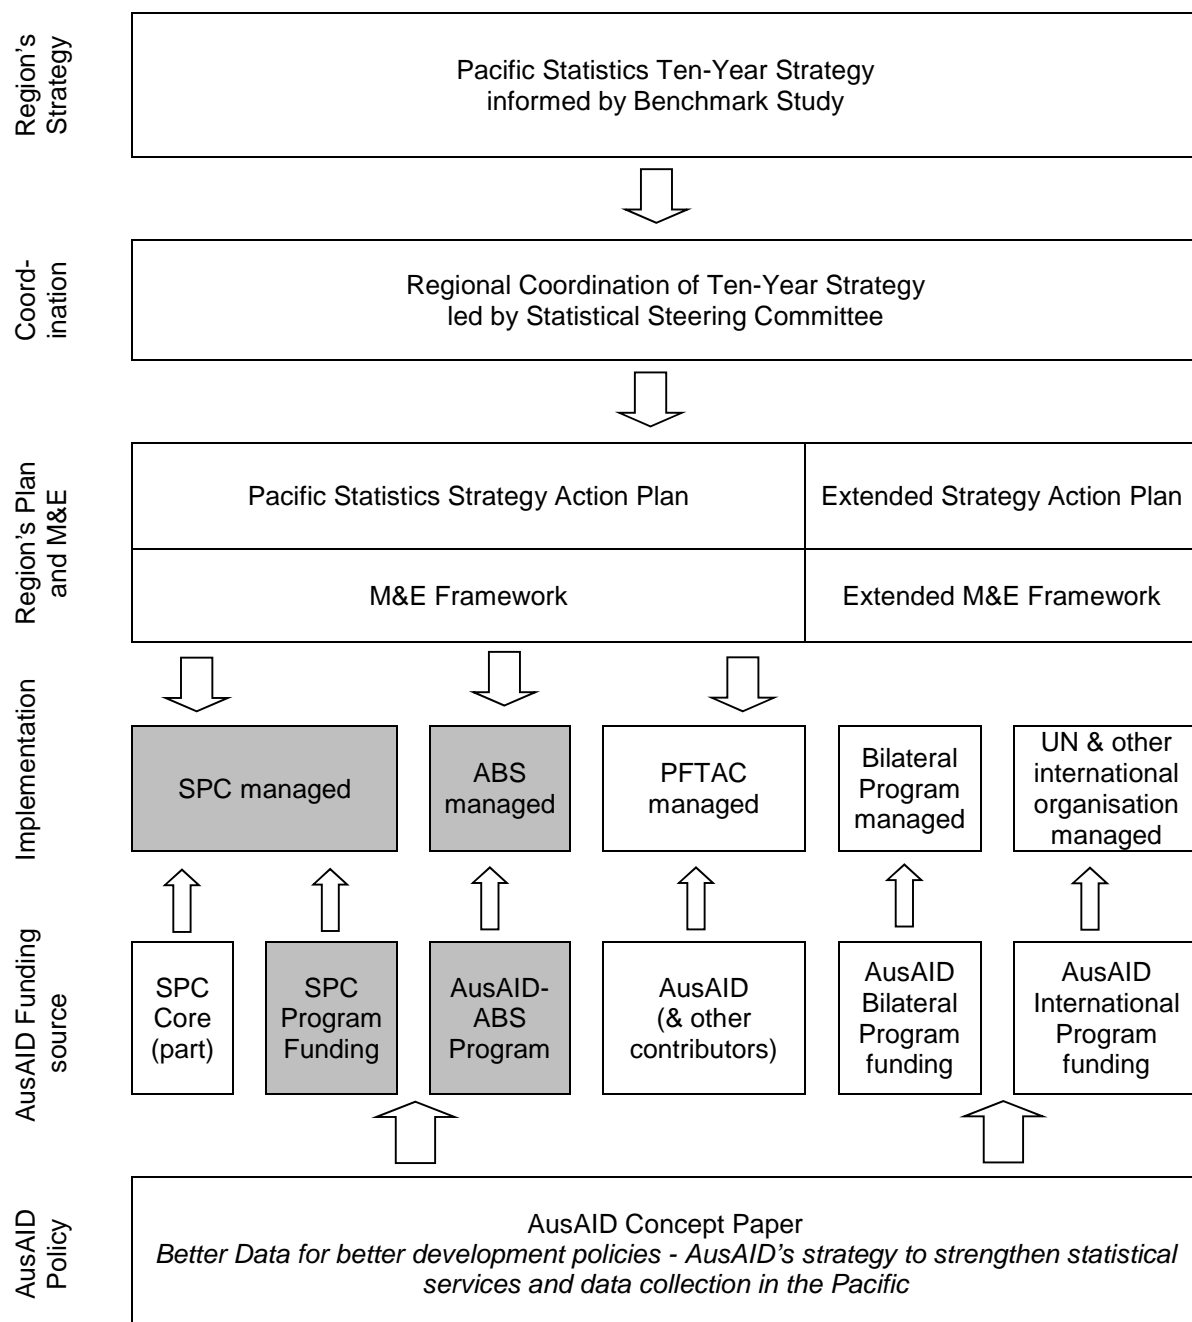 Region's
Strategy
Pacific Statistics Ten-Year Strategy
informed by Benchmark Study
Coord-
ination
Regional Coordination of Ten-Year Strategy
led by Statistical Steering Committee
Region's Plan
and M&E
Pacific Statistics Strategy Action Plan
Extended Strategy Action Plan
M&E Framework
Extended M&E Framework
Implementation
SPC managed
ABS
managed
PFTAC
managed
Bilateral
Program
managed
UN & other
international
organisation
managed
AusAID Funding
source
SPC
Core
(part)
SPC
Program
Funding
AusAID-
ABS
Program
AusAID
(& other
contributors)
AusAID
Bilateral
Program
funding
AusAID
International
Program
funding
AusAID
Policy
AusAID Concept Paper
Better Data for better development policies - AusAID's strategy to strengthen statistical
services and data collection in the Pacific